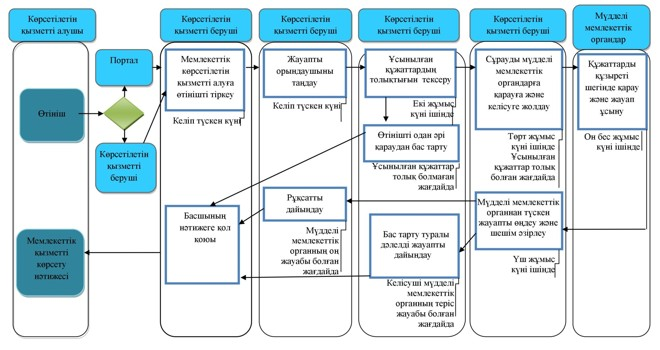 Көрсетілетін
қызметті алушы
Көрсетілетін
қызметті беруші
Көрсетілетін
қызметті беруші
Көрсетілетін
қызметті беруші
Көрсетілетін
қызметті беруші
Мүдделі
мемлекеттік
органдар
Өтініш
Портал
Көрсетілетін
қызметті
беруші
Мемлекеттік
көрсетілетін
қызметті алуға
өтінішті тіркеу
Келіп түскен күні
Жауапты
орындаушыны
таңдау
Келіп түскен күні
Ұсынылған
құжаттардың
толықтығын тексеру
Екі жұмыс
күні ішінде
Өтінішті одан әрі
қараудан бас тарту
Ұсынылған құжаттар
толық болмаған
жағдайда
Сұрауды мүдделі
мемлекеттік
органдарға
қарауға және
келісуге жолдау
Төрт жұмыс
күні ішінде
Ұсынылған
құжаттар толық
болған жағдайда
Құжаттарды
құзыреті
шегінде қарау
және жауап
ұсыну
Он бес жұмыс
күні ішінде
Мүдделі мемлекеттік
органнан түскен
жауапты өңдеу және
шешім әзірлеу
Үш жұмыс
күні ішінде
Рұқсатты
дайындау
Мүдделі
мемлекеттік
органның оң
жауабы болған
жағдайда
Бас тарту туралы
дәлелді жауапты
дайындау
Келісуші мүдделі
мемлекеттік
органның теріс
жауабы болған
жағдайда
Басшының
нәтижеге қол
қоюы
Мемлекеттік
қызметті
көрсету
нәтижесі